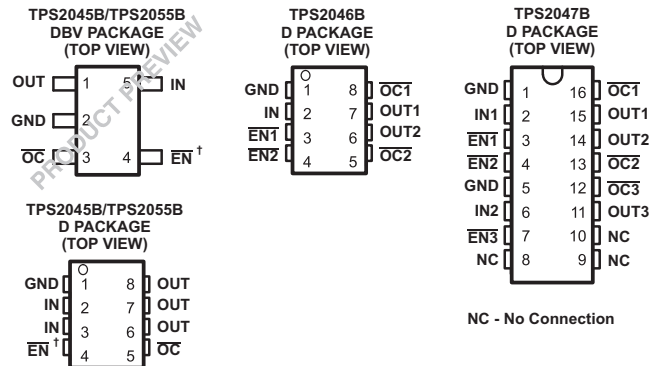 TPS2045B/TPS2055B
DBV PACKAGE
(TOP VIEW)
PRODUCT PREVIEW
OUT 1 5 IN
GND 2
OC 3 4 EN †
TPS2045B/TPS2055B
D PACKAGE
(TOP VIEW)
GND 1 8 OUT
IN 2 7 OUT
IN 3 6 OUT
EN † 4 5 OC
TPS2046B
D PACKAGE
(TOP VIEW)
GND 1 8 OC1
IN 2 7 OUT1
EN1 3 6 OUT2
EN2 4 5 OC2
TPS2047B
D PACKAGE
(TOP VIEW)
GND 1 16 OC1
IN1 2 15 OUT1
EN1 3 14 OUT2
EN2 4 13 OC2
GND 5 12 OC3
IN2 6 11 OUT3
EN3 7 10 NC
NC 8 9 NC
NC - No Connection